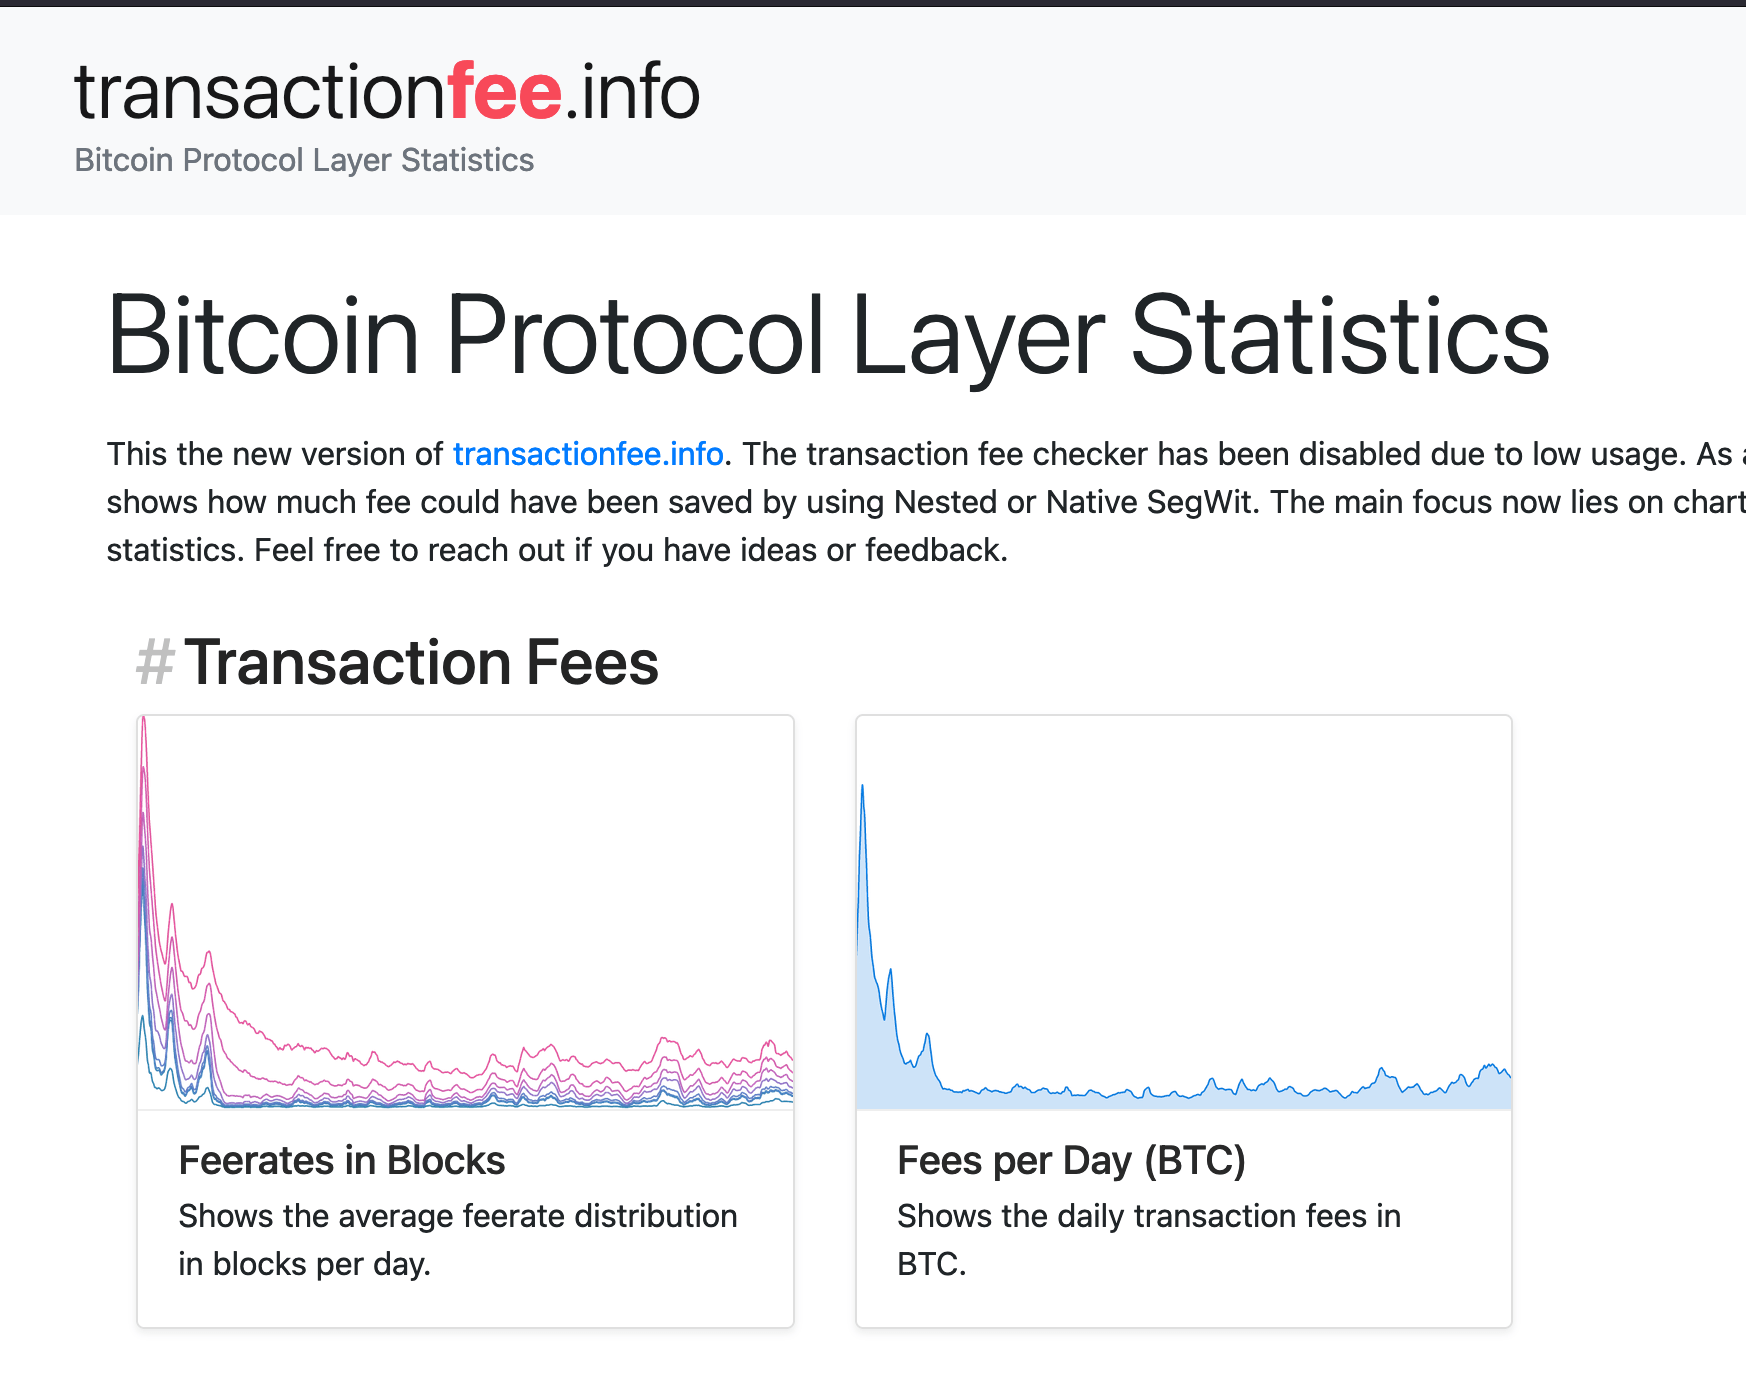 transactionfee.info
Bitcoin Protocol Layer Statistics
Bitcoin Protocol Layer Statistics
This the new version of transactionfee.info. The transaction fee checker has been disabled due to low usage. As
shows how much fee could have been saved by using Nested or Native SegWit. The main focus now lies on chart
statistics. Feel free to reach out if you have ideas or feedback.
# Transaction Fees
Feerates in Blocks
Shows the average feerate distribution
in blocks per day.
Fees per Day (BTC)
Shows the daily transaction fees in
BTC.